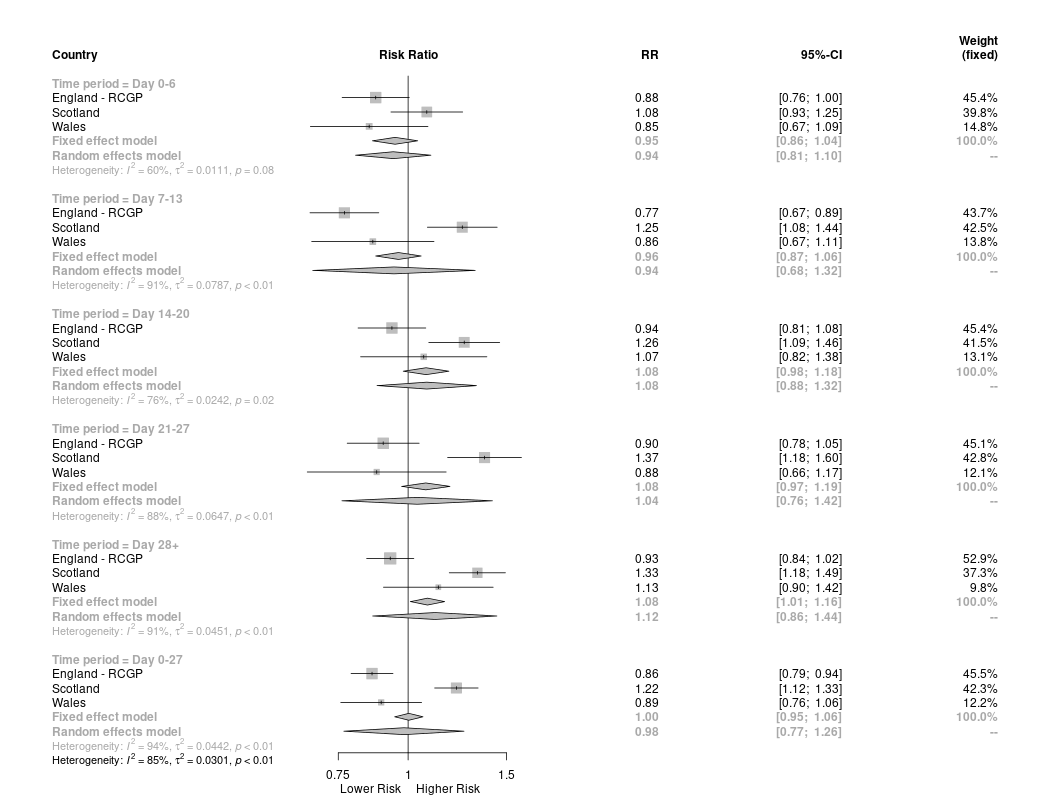 Weight
Country Risk Ratio RR 95%-CI (fixed)
Time period = Day 0-6
England - RCGP 0.88 [0.76; 1.00] 45.4%
Scotland 1.08 [0.93; 1.25] 39.8%
Wales 0.85 [0.67; 1.09] 14.8%
Fixed effect model 0.95 [0.86; 1.04] 100.0%
Random effects model 0.94 [0.81; 1.10] --
Heterogeneity: I² = 60%, τ² = 0.0111, p = 0.08
Time period = Day 7-13
England - RCGP 0.77 [0.67; 0.89] 43.7%
Scotland 1.25 [1.08; 1.44] 42.5%
Wales 0.86 [0.67; 1.11] 13.8%
Fixed effect model 0.96 [0.87; 1.06] 100.0%
Random effects model 0.94 [0.68; 1.32] --
Heterogeneity: I² = 91%, τ² = 0.0787, p < 0.01
Time period = Day 14-20
England - RCGP 0.94 [0.81; 1.08] 45.4%
Scotland 1.26 [1.09; 1.46] 41.5%
Wales 1.07 [0.82; 1.38] 13.1%
Fixed effect model 1.08 [0.98; 1.18] 100.0%
Random effects model 1.08 [0.88; 1.32] --
Heterogeneity: I² = 76%, τ² = 0.0242, p = 0.02
Time period = Day 21-27
England - RCGP 0.90 [0.78; 1.05] 45.1%
Scotland 1.37 [1.18; 1.60] 42.8%
Wales 0.88 [0.66; 1.17] 12.1%
Fixed effect model 1.08 [0.97; 1.19] 100.0%
Random effects model 1.04 [0.76; 1.42] --
Heterogeneity: I² = 88%, τ² = 0.0647, p < 0.01
Time period = Day 28+
England - RCGP 0.93 [0.84; 1.02] 52.9%
Scotland 1.33 [1.18; 1.49] 37.3%
Wales 1.13 [0.90; 1.42] 9.8%
Fixed effect model 1.08 [1.01; 1.16] 100.0%
Random effects model 1.12 [0.86; 1.44] --
Heterogeneity: I² = 91%, τ² = 0.0451, p < 0.01
Time period = Day 0-27
England - RCGP 0.86 [0.79; 0.94] 45.5%
Scotland 1.22 [1.12; 1.33] 42.3%
Wales 0.89 [0.76; 1.06] 12.2%
Fixed effect model 1.00 [0.95; 1.06] 100.0%
Random effects model 0.98 [0.77; 1.26] --
Heterogeneity: I² = 94%, τ² = 0.0442, p < 0.01
Heterogeneity: I² = 85%, τ² = 0.0301, p < 0.01
0.75 1 1.5
Lower Risk Higher Risk